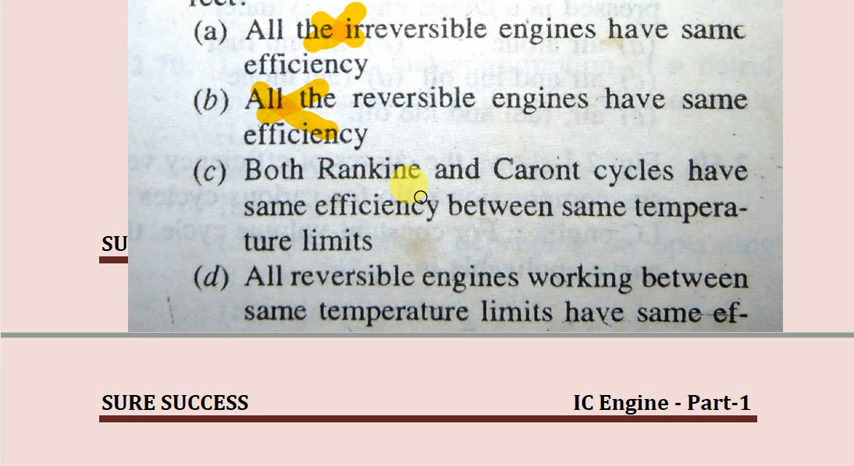 (a) All the irreversible engines have same
efficiency
(b) All the reversible engines have same
efficiency
(c) Both Rankine and Caront cycles have
same efficiency between same tempera-
SU
ture limits
(d) All reversible engines working between
same temperature limits have same ef-
SURE SUCCESS
IC Engine - Part-1